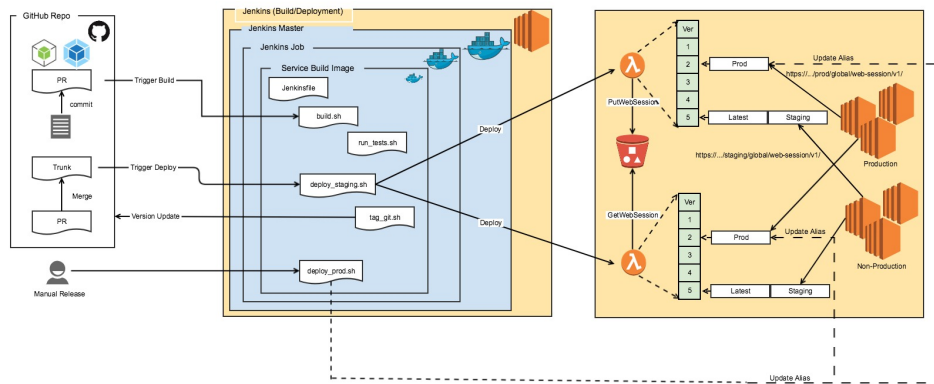 GitHub Repo
PR
commit
Trunk
Merge
PR
Manual Release
Trigger Build
Trigger Deploy
Version Update
Jenkins (Build/Deployment)
Jenkins Master
Jenkins Job
Service Build Image
Jenkinsfile
build.sh
run_tests.sh
deploy_staging.sh
tag_git.sh
deploy_prod.sh
Deploy
Deploy
PutWebSession
GetWebSession
Ver
1
2
3
4
5
Prod
Update Alias
https://.../prod/global/web-session/v1/
Latest
Staging
https://.../staging/global/web-session/v1/
Production
Ver
1
2
3
4
5
Prod
Update Alias
Latest
Staging
Non-Production
Update Alias